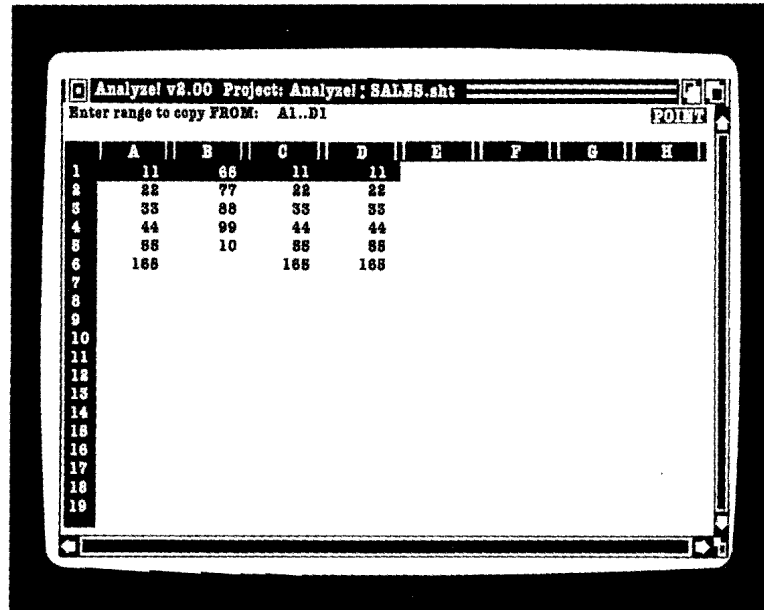 Analyze! v2.00 Project: Analyze! : SALES.sht
Enter range to copy FROM: A1..D1 POINT
A B C D E F G H
1 11 66 11 11
2 22 77 22 22
3 33 88 33 33
4 44 99 44 44
5 55 10 55 55
6 165 165 165
7
8
9
10
11
12
13
14
15
16
17
18
19